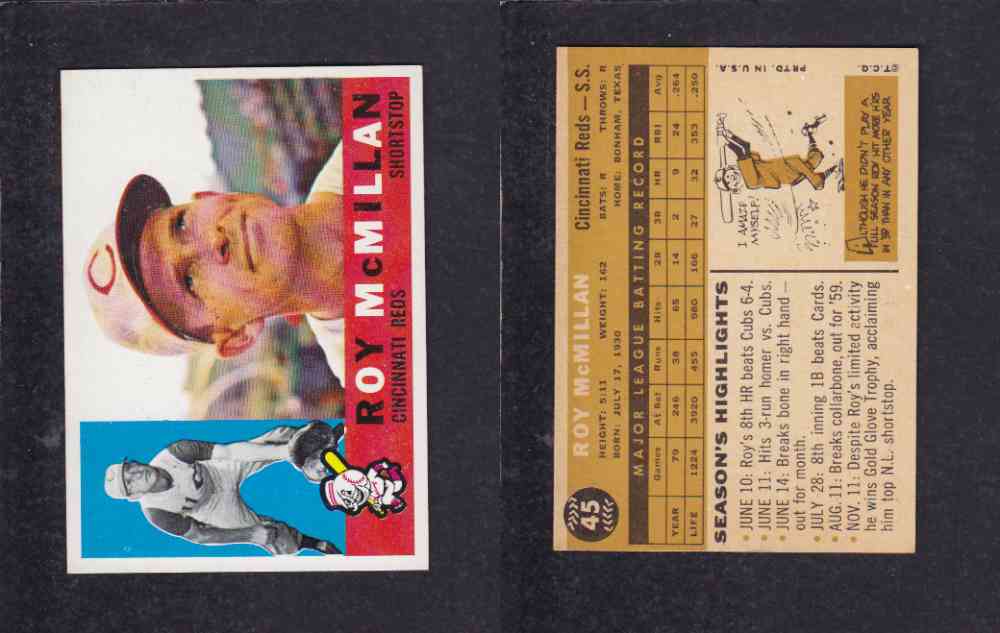 ROY McMILLAN
CINCINNATI REDS SHORTSTOP
C
45
ROY McMILLAN Cincinnati Reds — S.S.
HEIGHT: 5:11 WEIGHT: 162 BATS: R THROWS: R
BORN: JULY 17, 1930 HOME: BONHAM, TEXAS
MAJOR LEAGUE BATTING RECORD
Games At Bat Runs Hits 2B 3B HR RBI Avg
YEAR 79 246 38 65 14 2 9 24 .264
LIFE 1224 3920 455 980 166 27 32 353 .250
SEASON'S HIGHLIGHTS
JUNE 10: Roy's 8th HR beats Cubs 6-4.
JUNE 11: Hits 3-run homer vs. Cubs.
JUNE 14: Breaks bone in right hand —
out for month.
JULY 28: 8th inning 1B beats Cards.
AUG. 11: Breaks collarbone, out for '59.
NOV. 11: Despite Roy's limited activity
he wins Gold Glove Trophy, acclaiming
him top N.L. shortstop.
I AMAZE
MYSELF!
ALTHOUGH HE DIDN'T PLAY A
FULL SEASON ROY HIT MORE HRS
IN '59 THAN IN ANY OTHER YEAR
©T.C.G. PRTD. IN U.S.A.